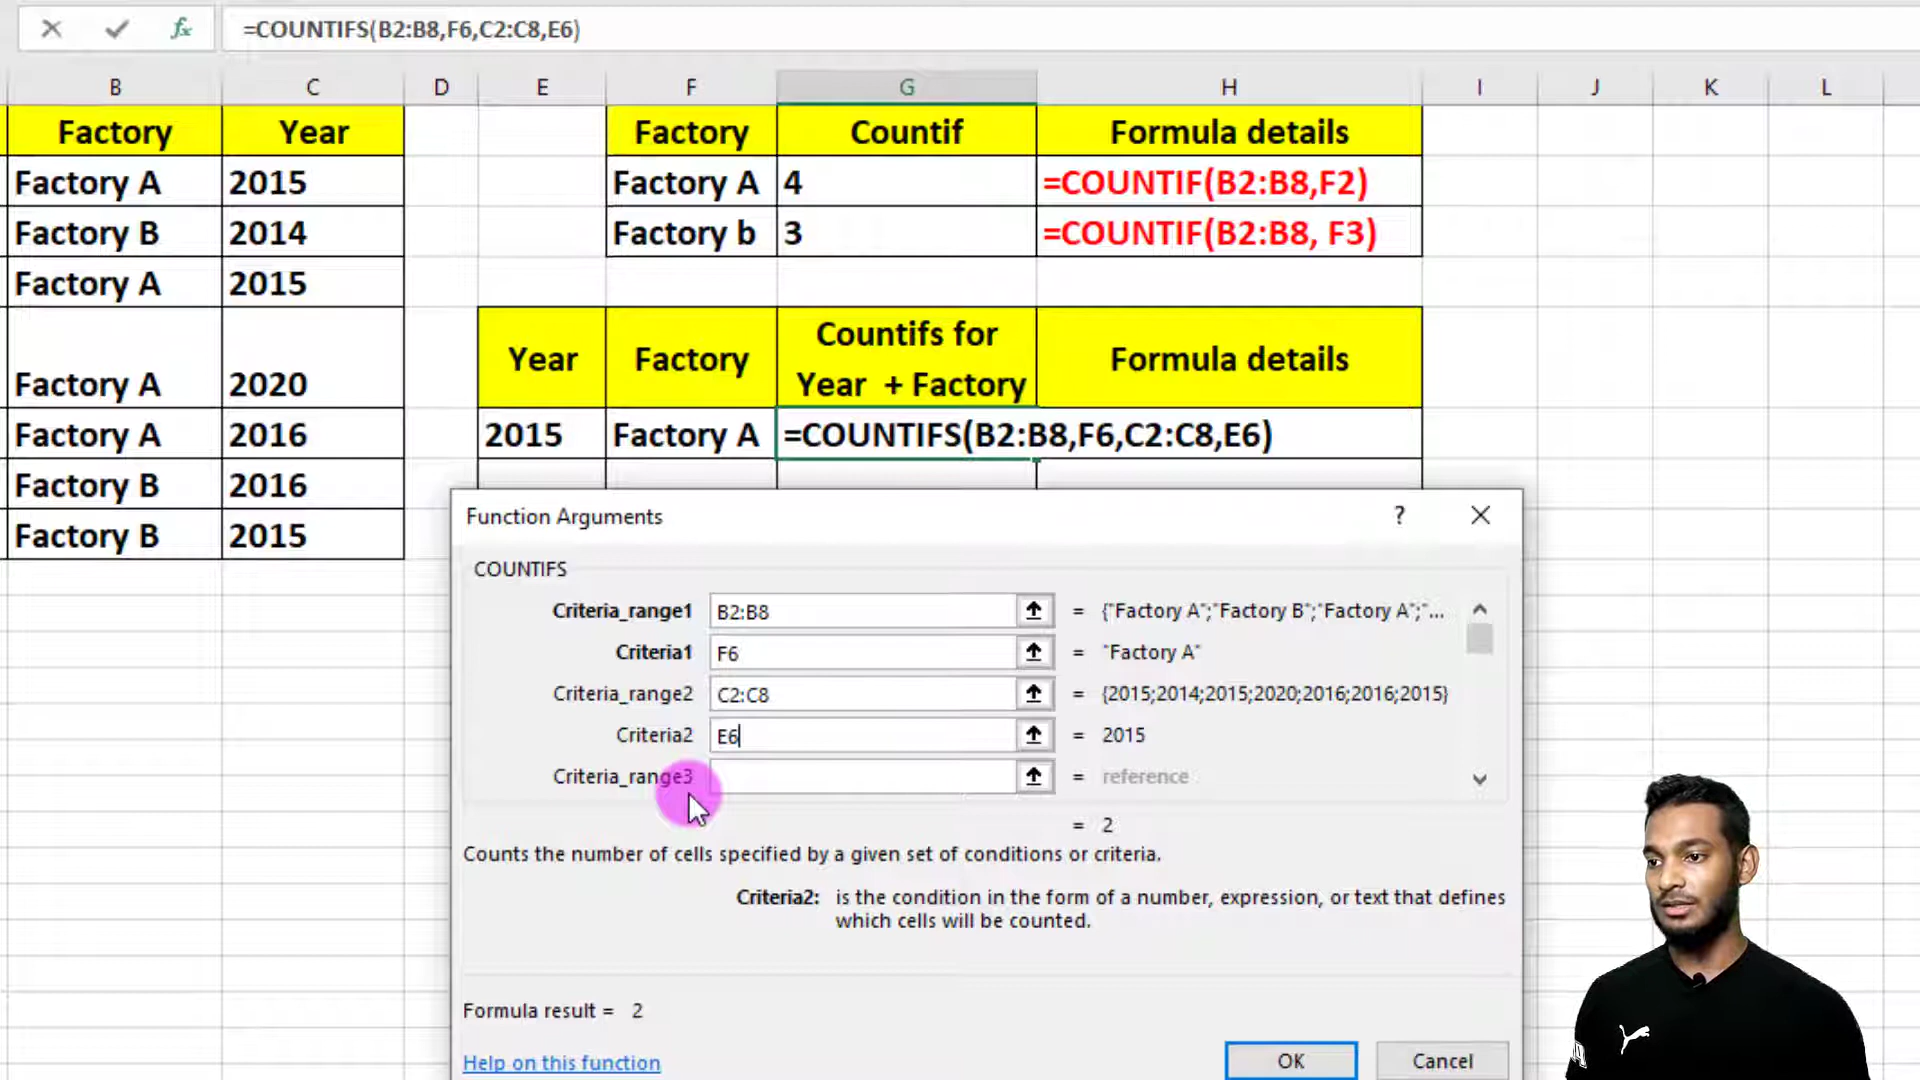 =COUNTIFS(B2:B8,F6,C2:C8,E6)
B C D E F G H I J K L
Factory Year Factory Countif Formula details
Factory A 2015 Factory A 4 =COUNTIF(B2:B8,F2)
Factory B 2014 Factory b 3 =COUNTIF(B2:B8, F3)
Factory A 2015
Year Factory Countifs for Year + Factory Formula details
Factory A 2020
Factory A 2016 2015 Factory A =COUNTIFS(B2:B8,F6,C2:C8,E6)
Factory B 2016
Factory B 2015
Function Arguments ?
COUNTIFS
Criteria_range1 B2:B8 = {"Factory A";"Factory B";"Factory A";"...
Criteria1 F6 = "Factory A"
Criteria_range2 C2:C8 = {2015;2014;2015;2020;2016;2016;2015}
Criteria2 E6 = 2015
Criteria_range3 = reference
= 2
Counts the number of cells specified by a given set of conditions or criteria.
Criteria2: is the condition in the form of a number, expression, or text that defines
which cells will be counted.
Formula result = 2
Help on this function OK Cancel